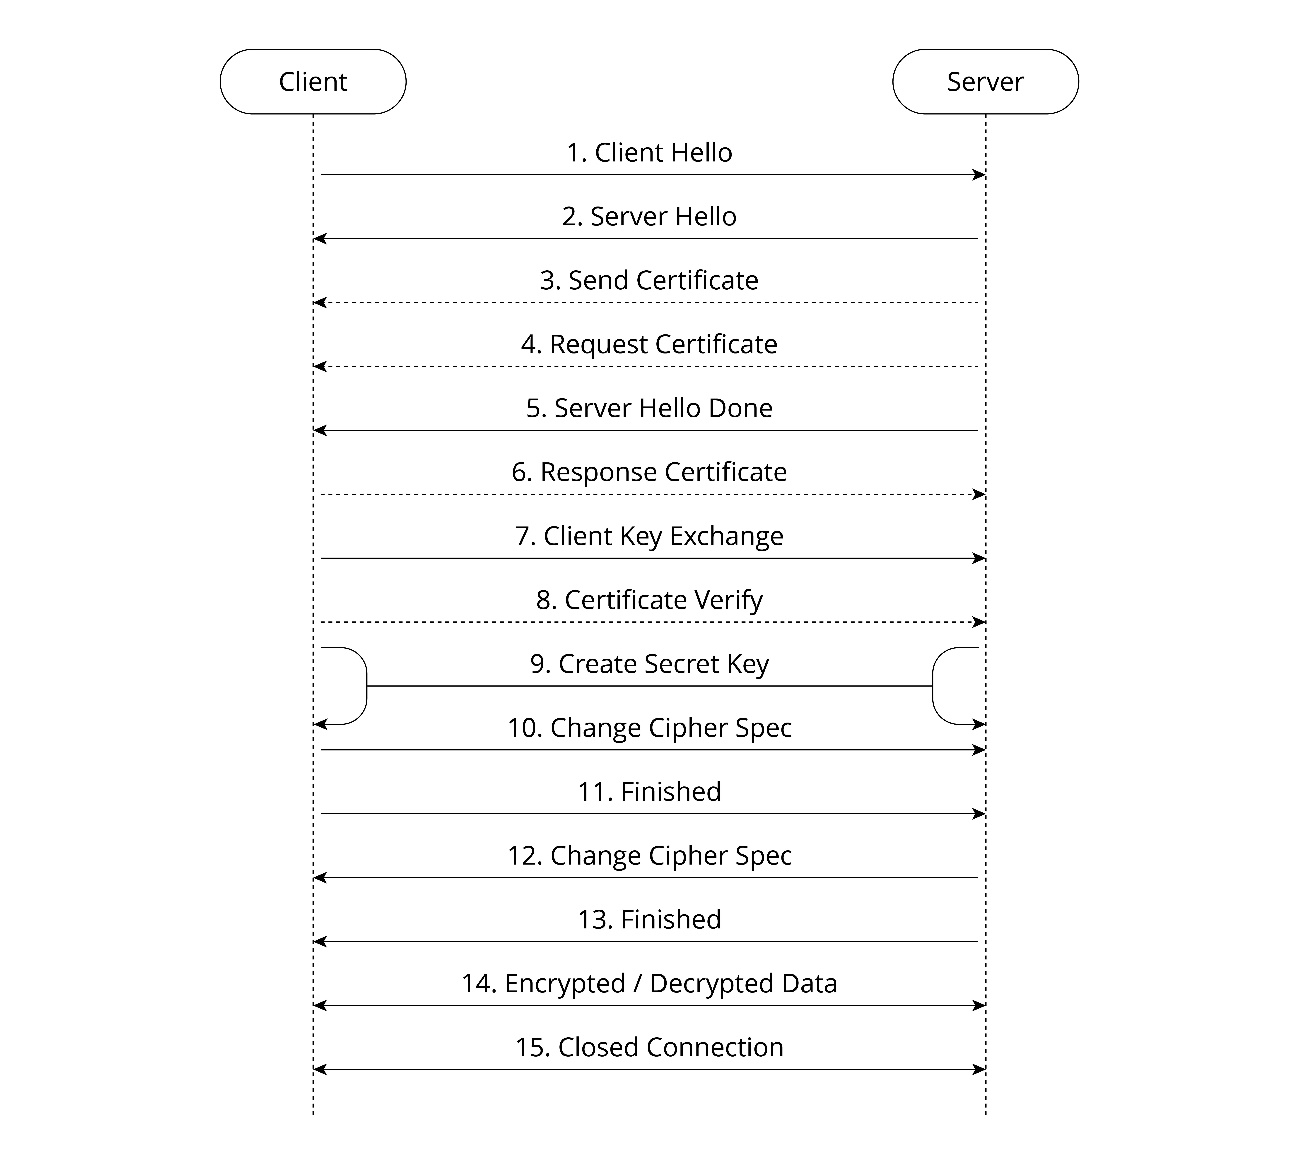 Client
Server
1. Client Hello
2. Server Hello
3. Send Certificate
4. Request Certificate
5. Server Hello Done
6. Response Certificate
7. Client Key Exchange
8. Certificate Verify
9. Create Secret Key
10. Change Cipher Spec
11. Finished
12. Change Cipher Spec
13. Finished
14. Encrypted / Decrypted Data
15. Closed Connection